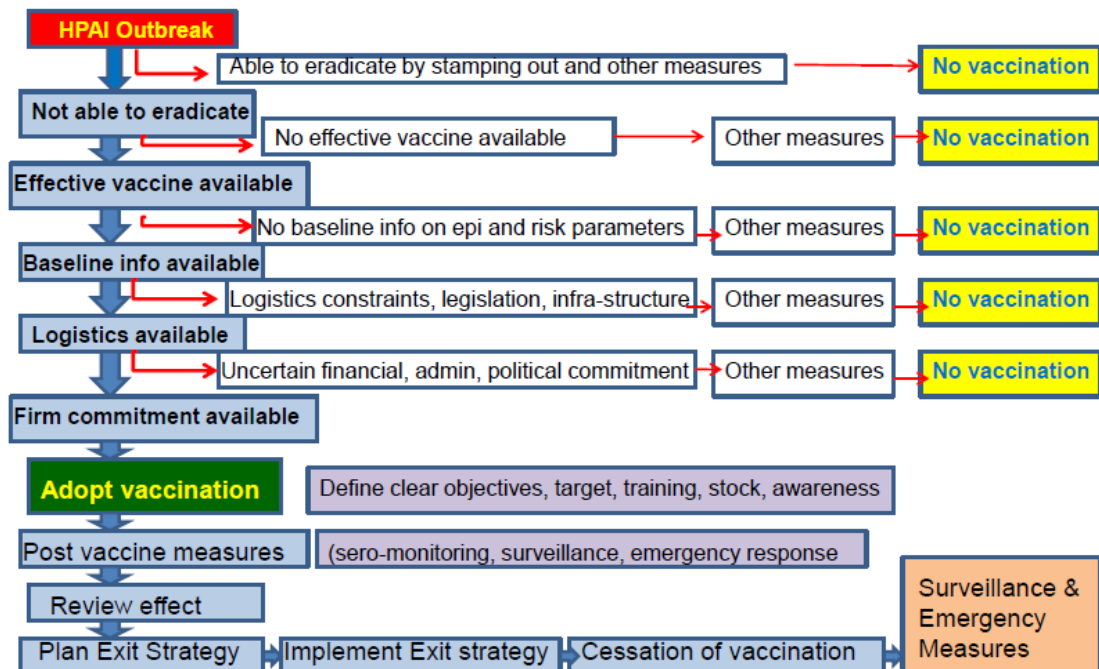 HPAI Outbreak
Able to eradicate by stamping out and other measures
No vaccination
Not able to eradicate
No effective vaccine available
Other measures
No vaccination
Effective vaccine available
No baseline info on epi and risk parameters
Other measures
No vaccination
Baseline info available
Logistics constraints, legislation, infra-structure
Other measures
No vaccination
Logistics available
Uncertain financial, admin, political commitment
Other measures
No vaccination
Firm commitment available
Adopt vaccination
Define clear objectives, target, training, stock, awareness
Post vaccine measures
(sero-monitoring, surveillance, emergency response
Review effect
Plan Exit Strategy
Implement Exit strategy
Cessation of vaccination
Surveillance &
Emergency
Measures